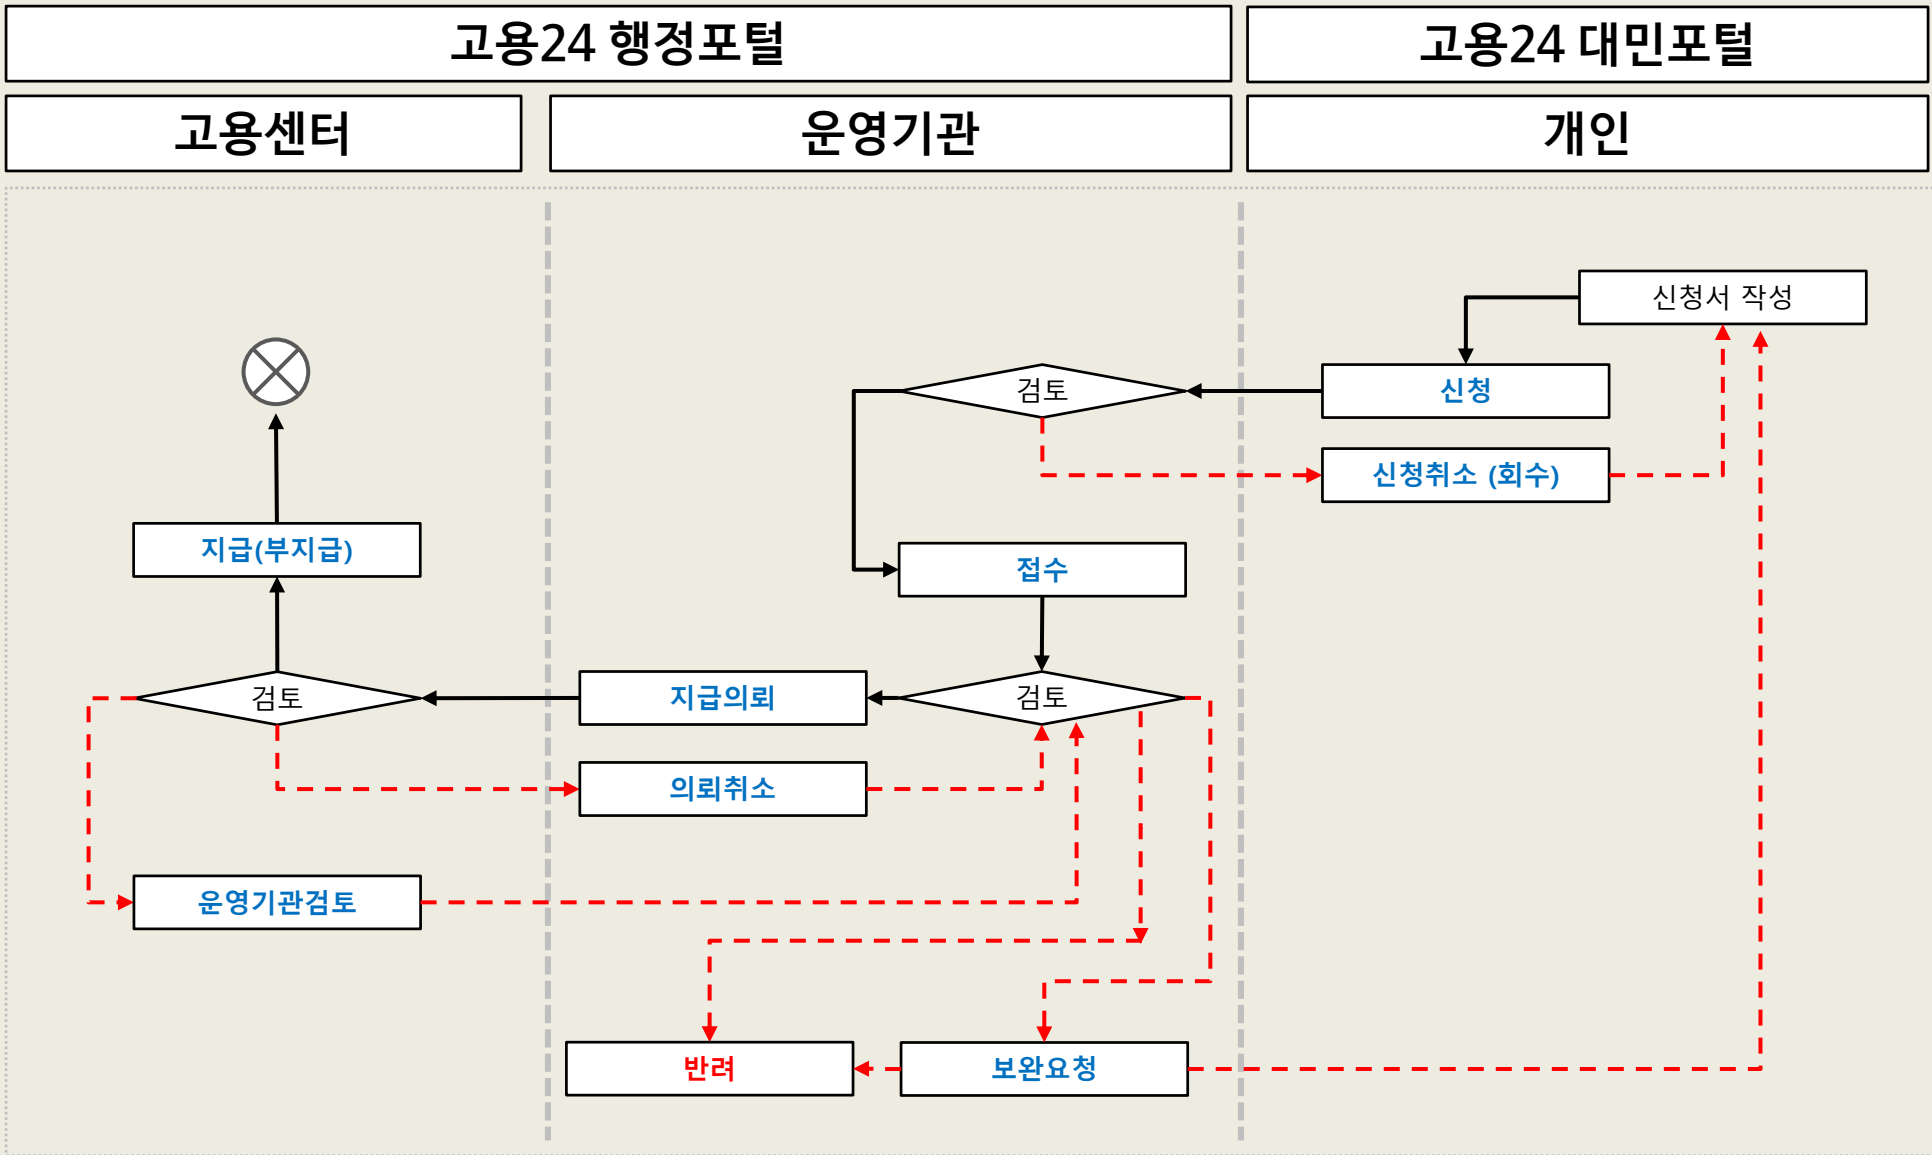 고용24 행정포털
고용24 대민포털
고용센터
운영기관
개인
신청서 작성
검토
신청
신청취소 (회수)
지급(부지급)
접수
검토
지급의뢰
검토
의뢰취소
운영기관검토
반려
보완요청